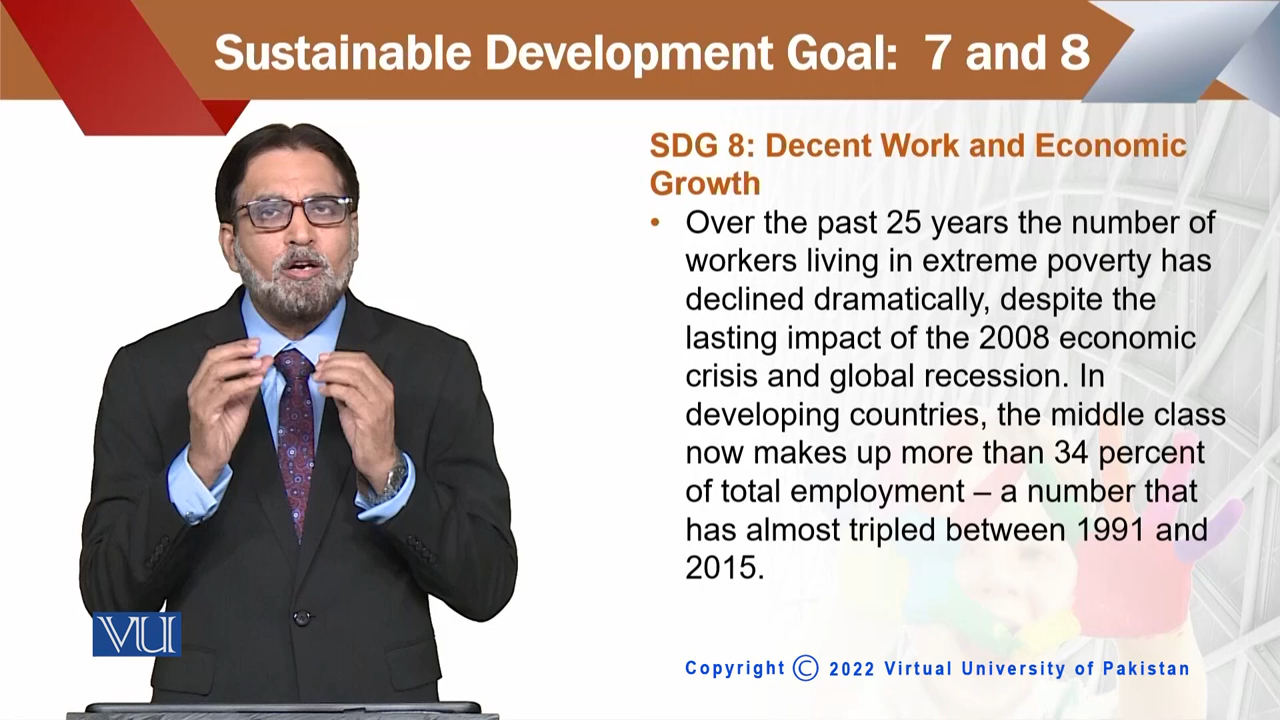 Sustainable Development Goal: 7 and 8
SDG 8: Decent Work and Economic
Growth
• Over the past 25 years the number of
workers living in extreme poverty has
declined dramatically, despite the
lasting impact of the 2008 economic
crisis and global recession. In
developing countries, the middle class
now makes up more than 34 percent
of total employment – a number that
has almost tripled between 1991 and
2015.
VU
Copyright © 2022 Virtual University of Pakistan